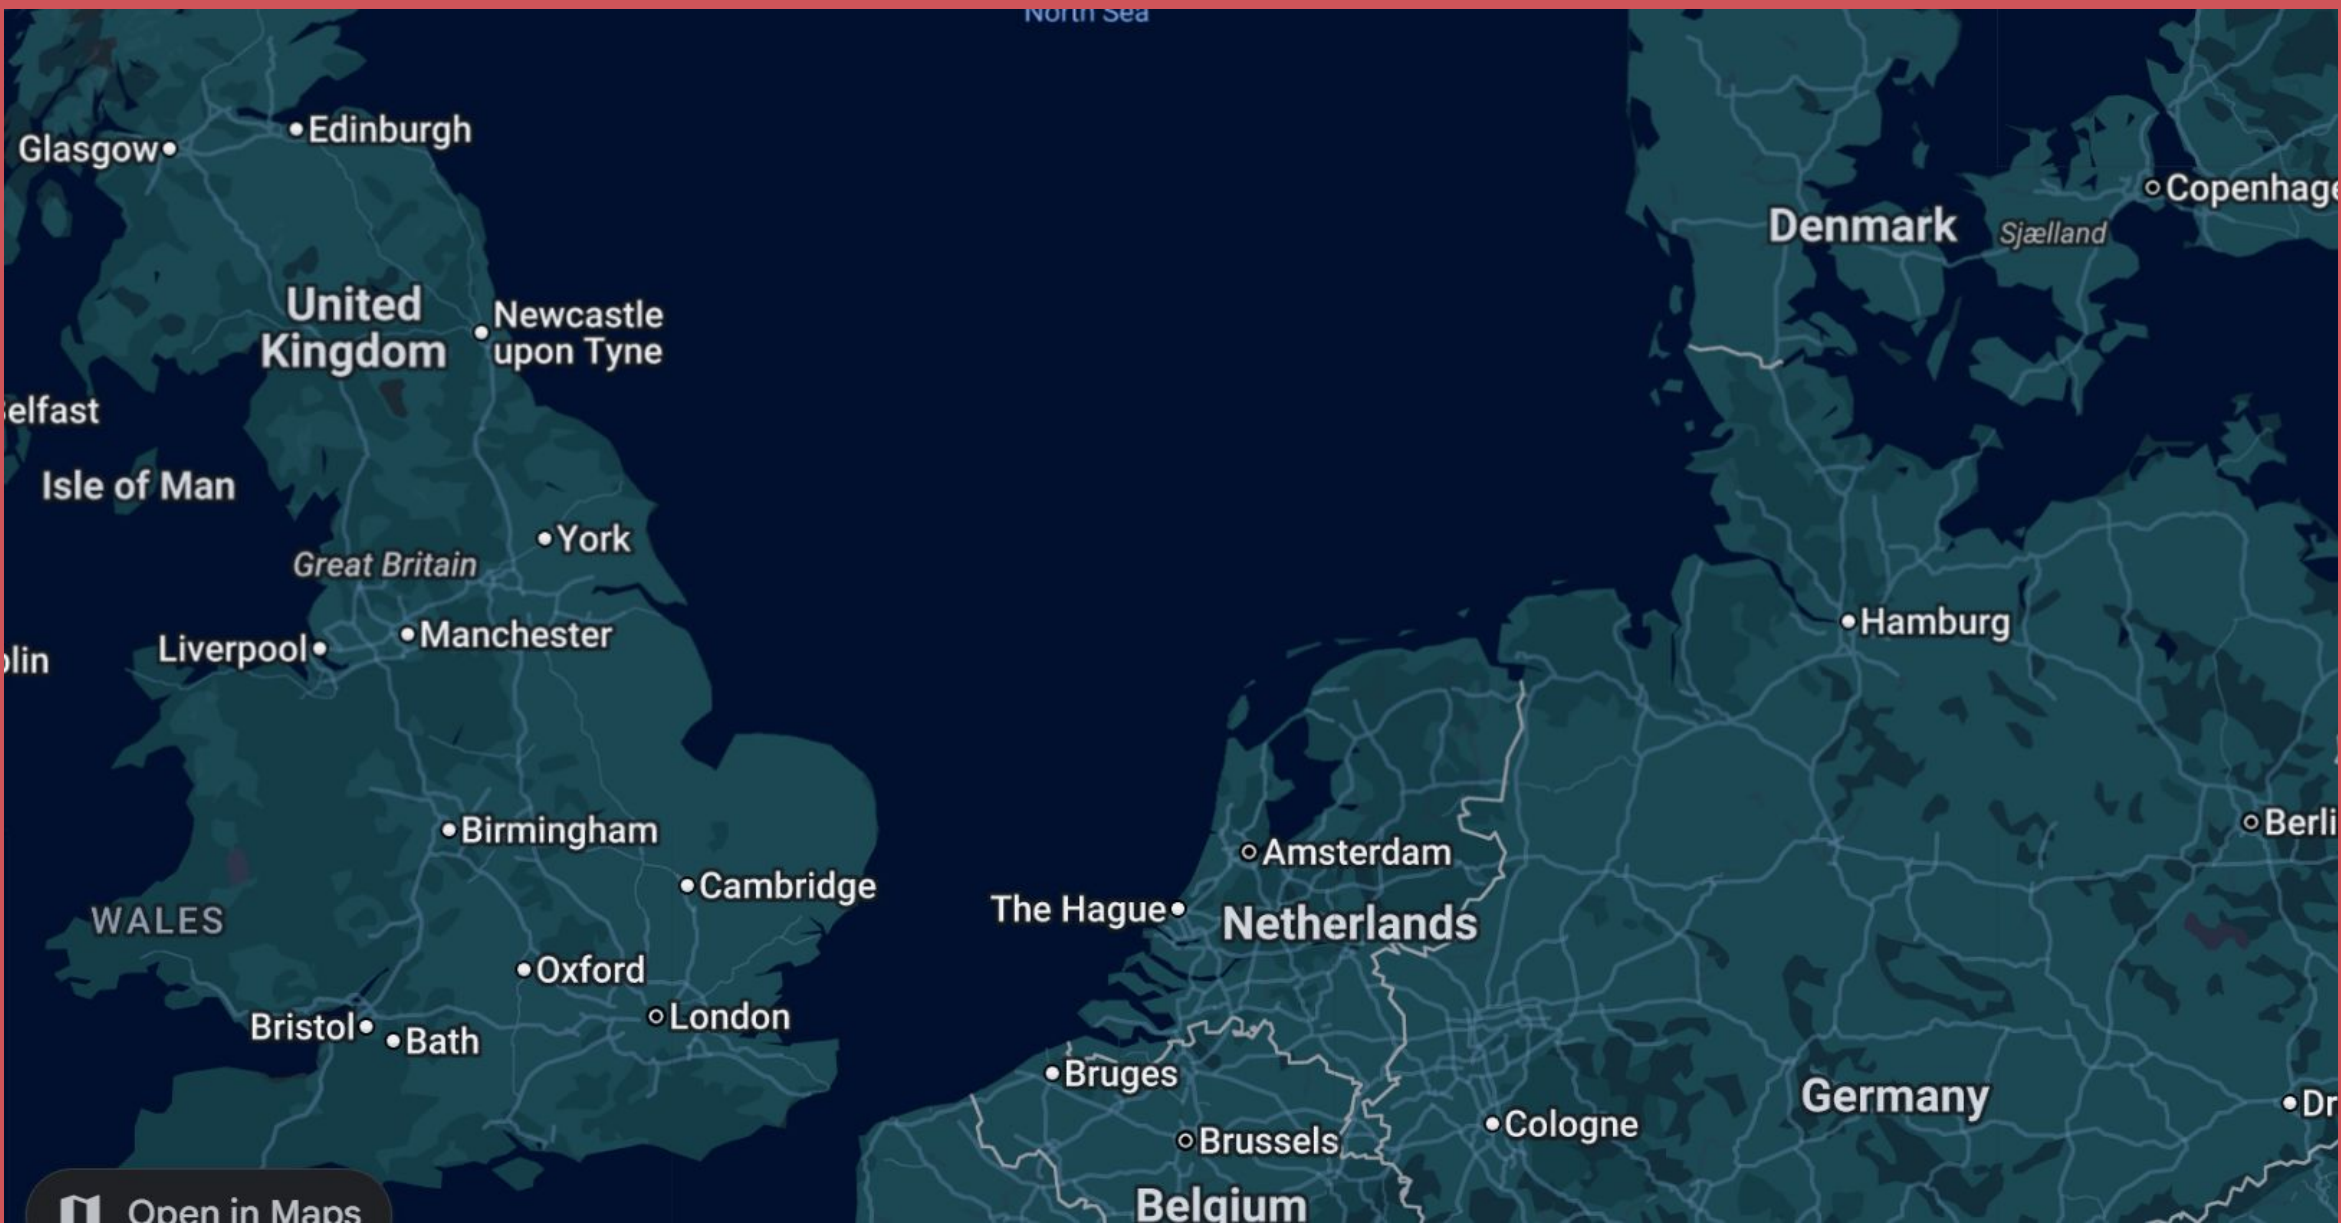 North Sea
Edinburgh
Glasgow
Copenhage
Denmark
Sjælland
United
Kingdom
Newcastle
upon Tyne
elfast
Isle of Man
York
Great Britain
Hamburg
Manchester
Liverpool
lin
Berli
Birmingham
Amsterdam
Cambridge
The Hague
Netherlands
WALES
Oxford
London
Bristol
Bath
Bruges
Germany
Dr
Cologne
Brussels
Belgium
Open in Maps